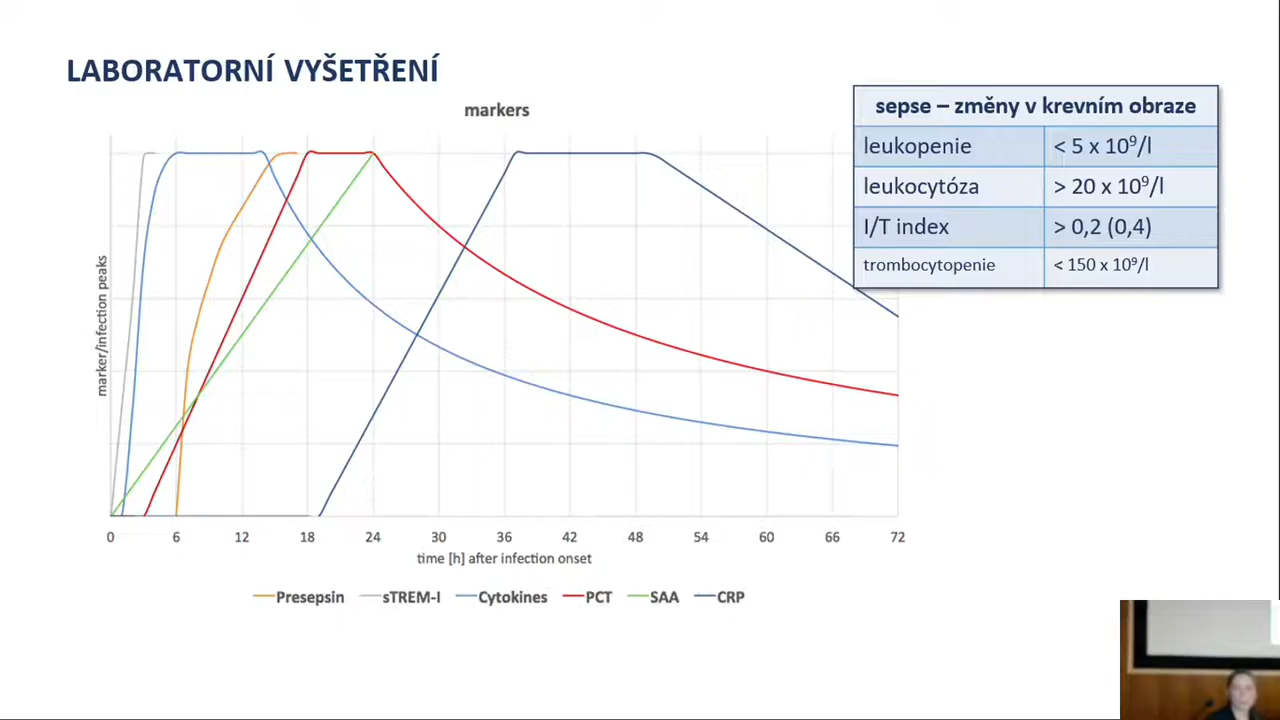 LABORATORNÍ VYŠETŘENÍ
markers
sepse – změny v krevním obraze
leukopenie < 5 x 10⁹/l
leukocytóza > 20 x 10⁹/l
I/T index > 0,2 (0,4)
trombocytopenie < 150 x 10⁹/l
marker/infection peaks
0 6 12 18 24 30 36 42 48 54 60 66 72
time [h] after infection onset
Presepsin sTREM-I Cytokines PCT SAA CRP